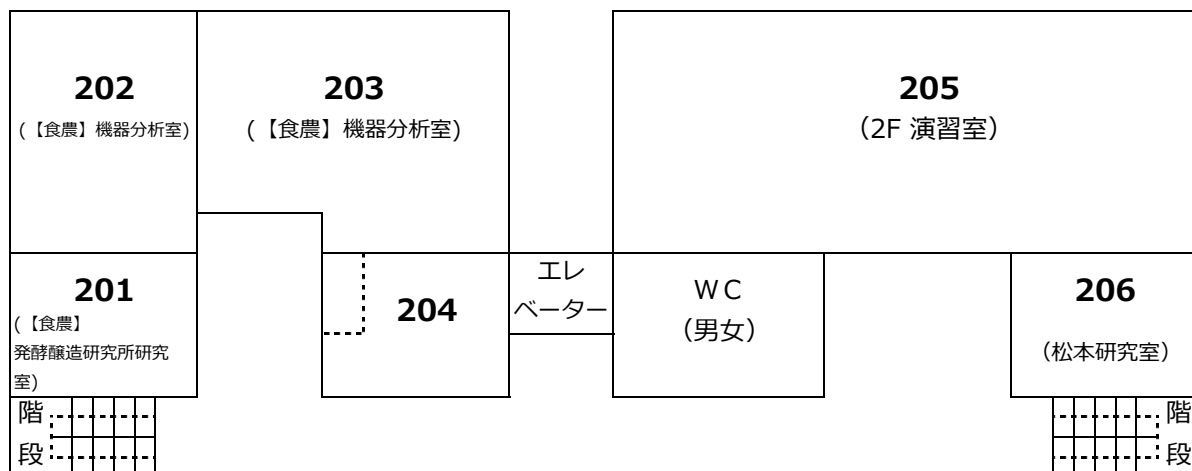 202
(【食農】機器分析室)
203
(【食農】機器分析室)
205
（2F 演習室）
201
(【食農】
発酵醸造研究所研究
室)
204
エレ
ベーター
ＷＣ
（男女）
206
（松本研究室）
階
段
階
段